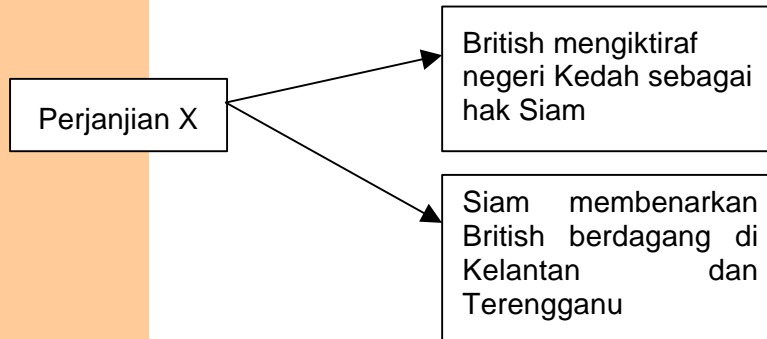 Perjanjian X
British mengiktiraf
negeri Kedah sebagai
hak Siam
Siam membenarkan
British berdagang di
Kelantan dan
Terengganu